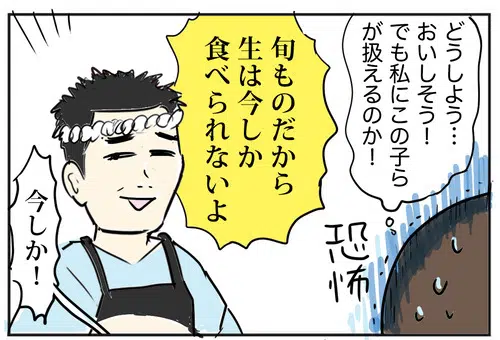 どうしよう…
おいしそう！
でも私にこの子ら
が扱えるのか！
旬ものだから
生は今しか
食べられないよ
恐怖
今しか！